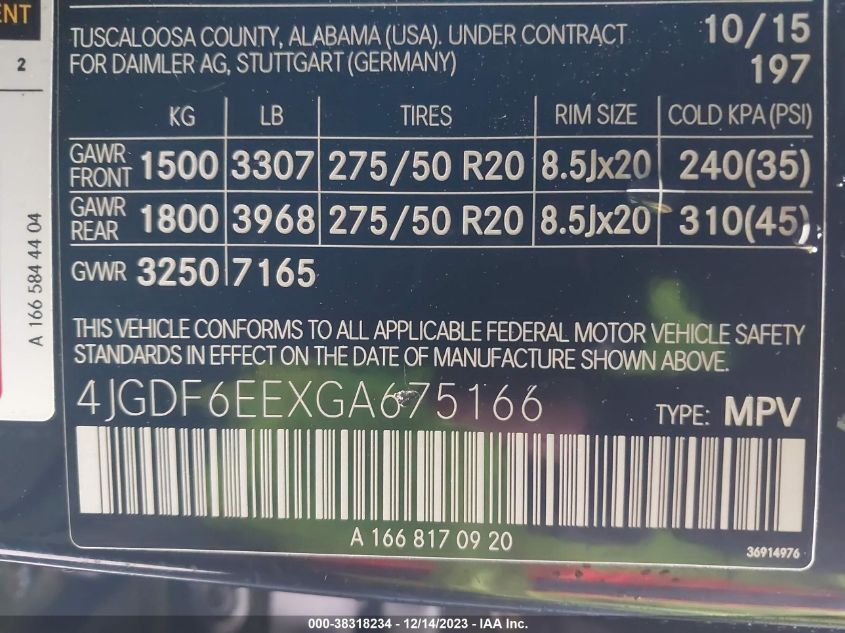 ENT
2
A 166 584 44 04
TUSCALOOSA COUNTY, ALABAMA (USA). UNDER CONTRACT 10/15
FOR DAIMLER AG, STUTTGART (GERMANY) 197
KG LB TIRES RIM SIZE COLD KPA (PSI)
GAWR FRONT 1500 3307 275/50 R20 8.5Jx20 240(35)
GAWR REAR 1800 3968 275/50 R20 8.5Jx20 310(45)
GVWR 3250 7165
THIS VEHICLE CONFORMS TO ALL APPLICABLE FEDERAL MOTOR VEHICLE SAFETY
STANDARDS IN EFFECT ON THE DATE OF MANUFACTURE SHOWN ABOVE.
4JGDF6EEXGA675166 TYPE: MPV
A 166 817 09 20
36914976
000-38318234 - 12/14/2023 - IAA Inc.